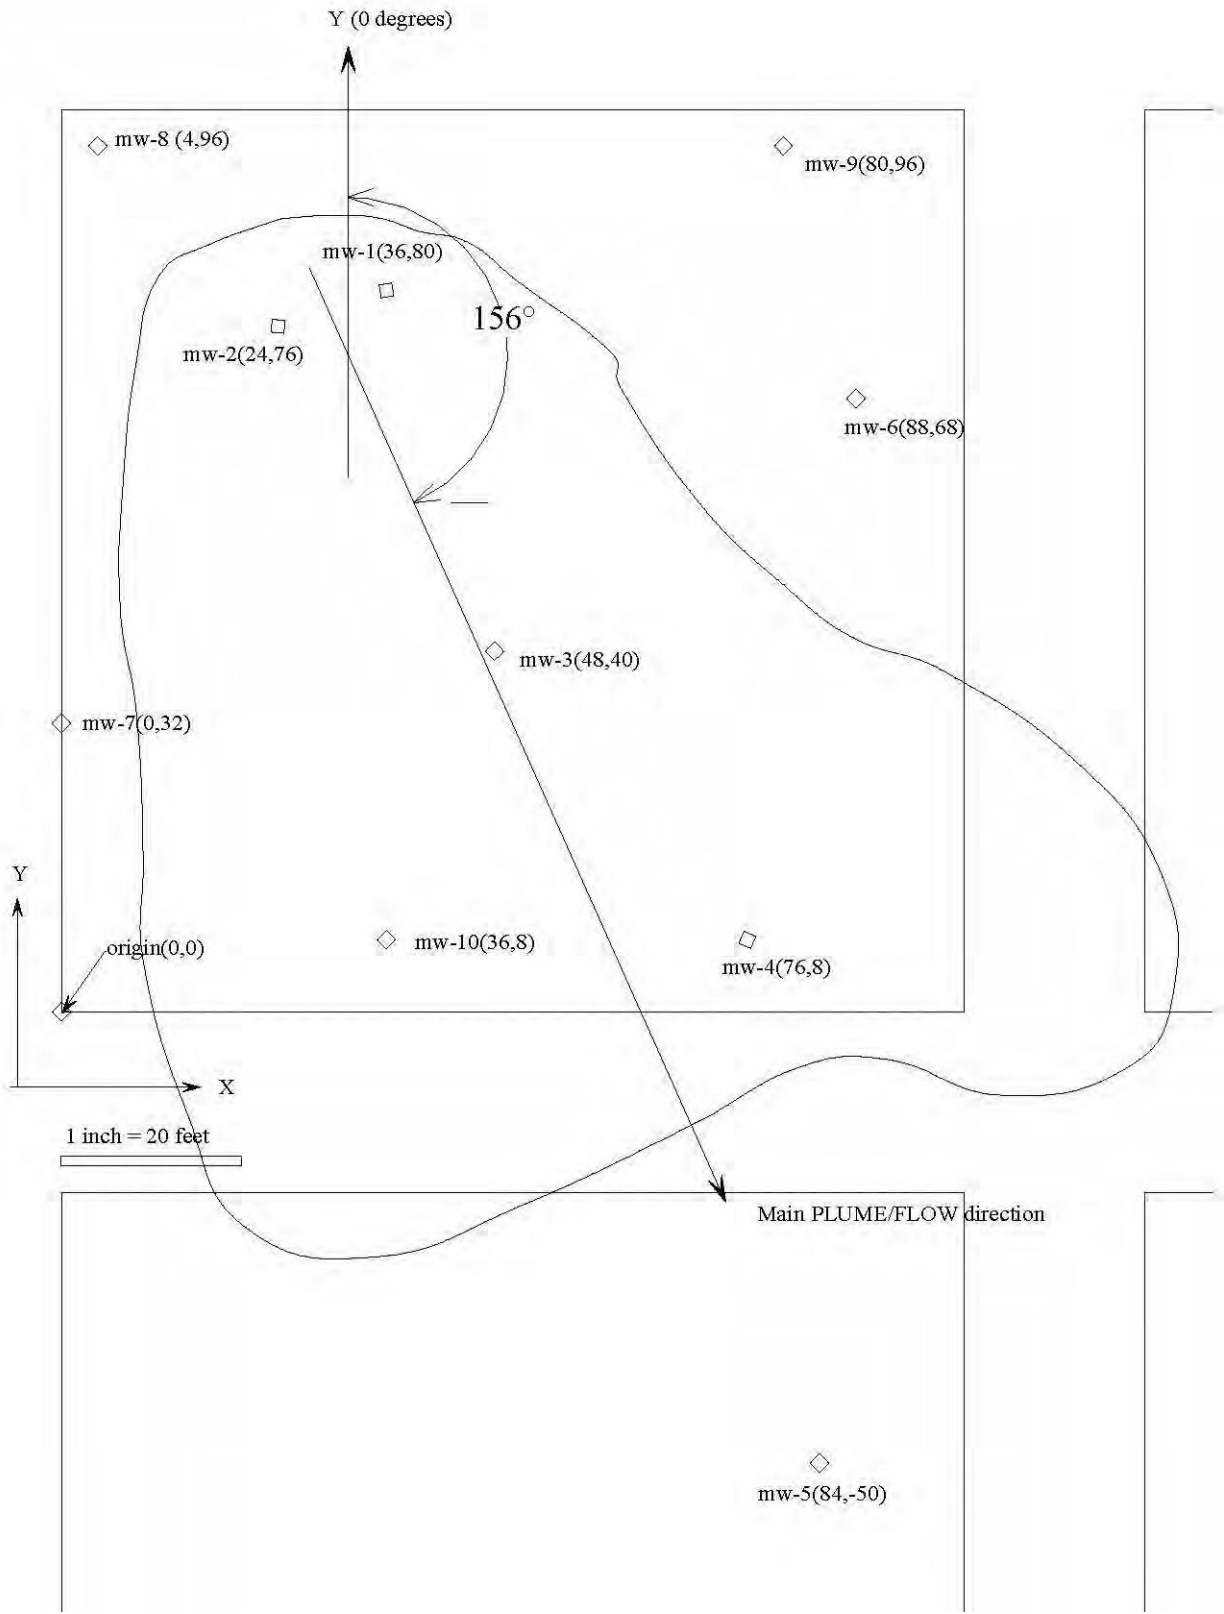 Y (0 degrees)
mw-8 (4,96)
mw-9(80,96)
mw-1(36,80)
156°
mw-2(24,76)
mw-6(88,68)
mw-3(48,40)
mw-7(0,32)
Y
mw-10(36,8)
origin(0,0)
mw-4(76,8)
X
1 inch = 20 feet
Main PLUME/FLOW direction
mw-5(84,-50)